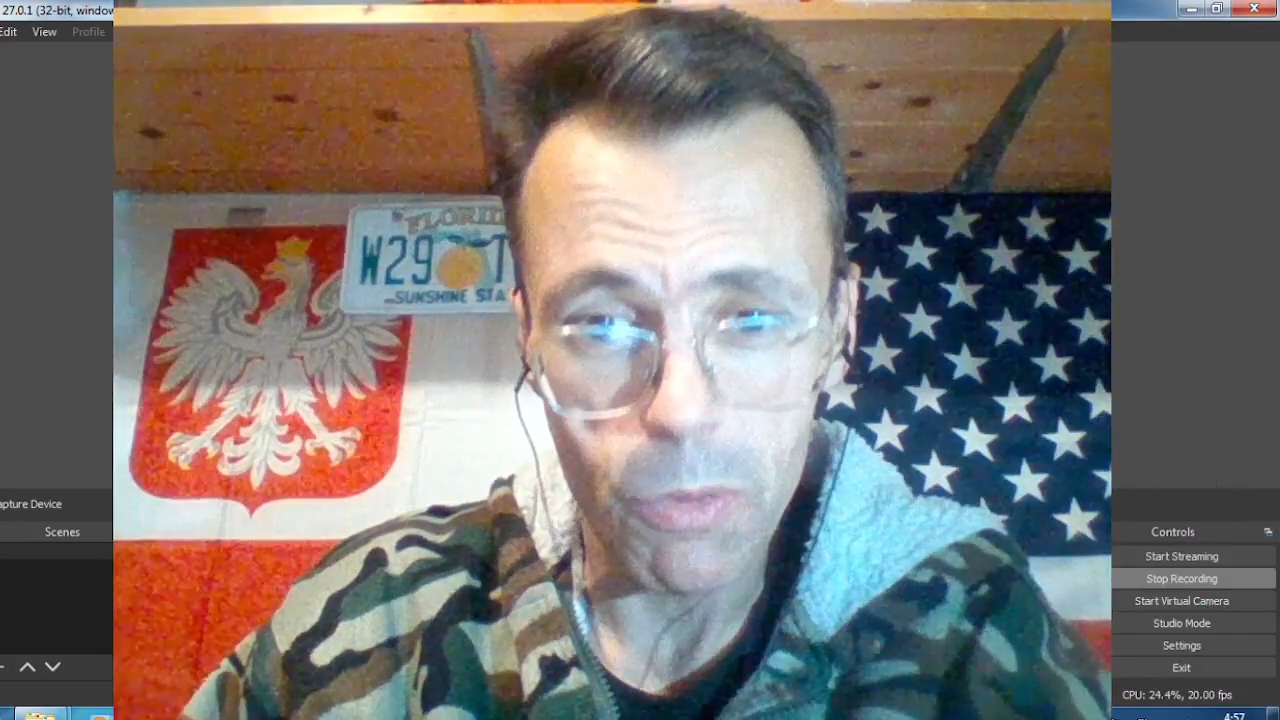 27.0.1 (32-bit, window
Edit
View
Profile
FLORID
W29 T
SUNSHINE STA
apture Device
Scenes
Controls
Start Streaming
Stop Recording
Start Virtual Camera
Studio Mode
Settings
Exit
CPU: 24.4%, 20.00 fps
4:57